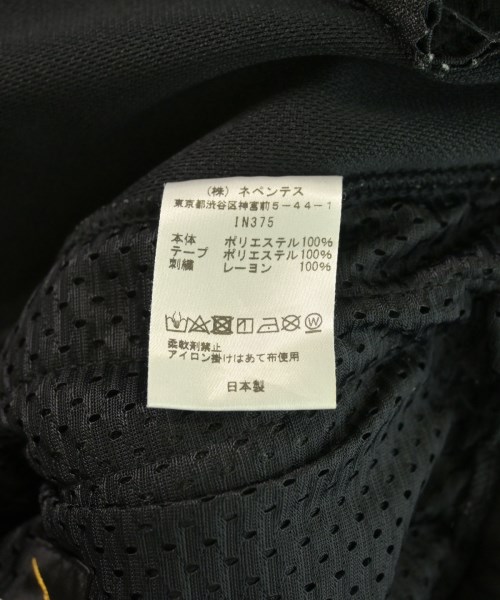 （株）ネペンテス
東京都渋谷区神宮前5－44－1
IN375
本体 ポリエステル100%
テープ ポリエステル100%
刺繍 レーヨン 100%
柔軟剤禁止
アイロン掛けはあて布使用
日本製